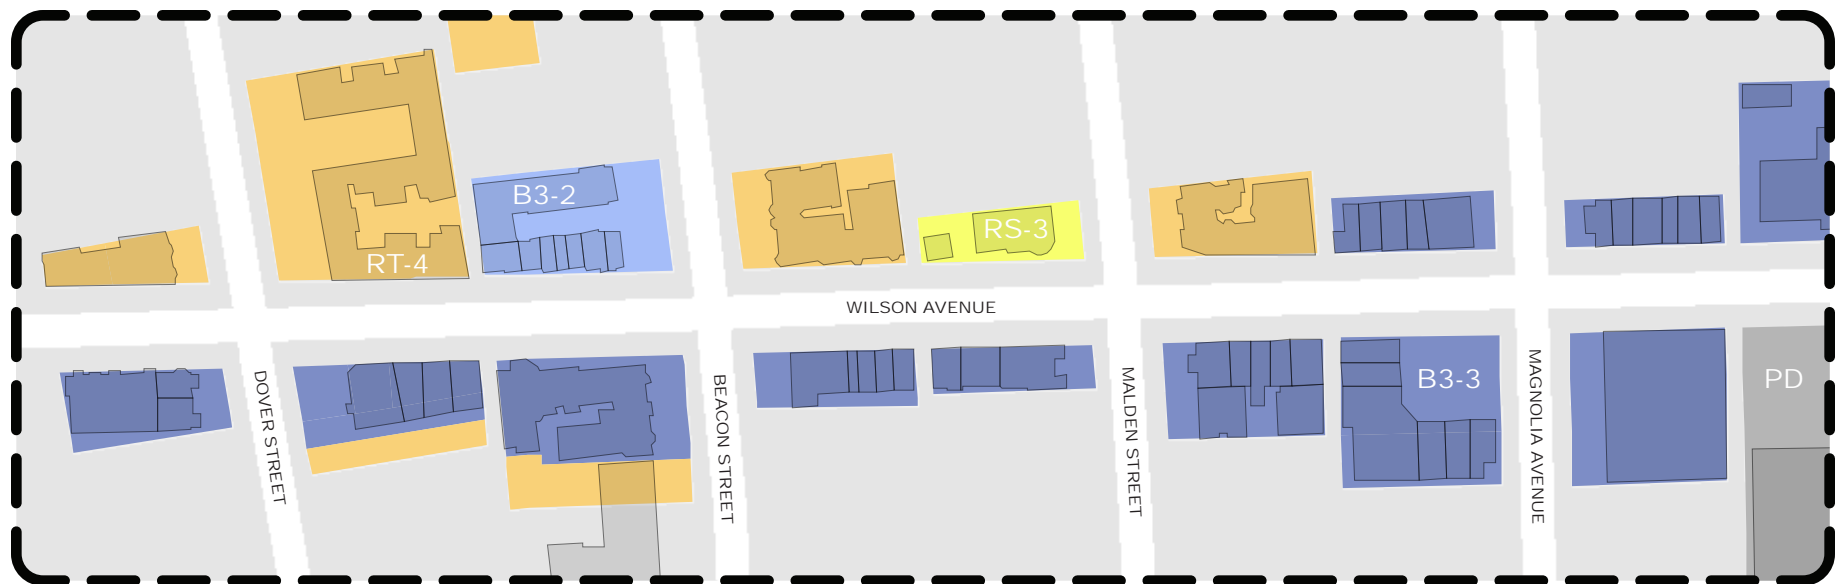 B3-2
RS-3
RT-4
WILSON AVENUE
DOVER STREET
BEACON STREET
MALDEN STREET
B3-3
MAGNOLIA AVENUE
PD